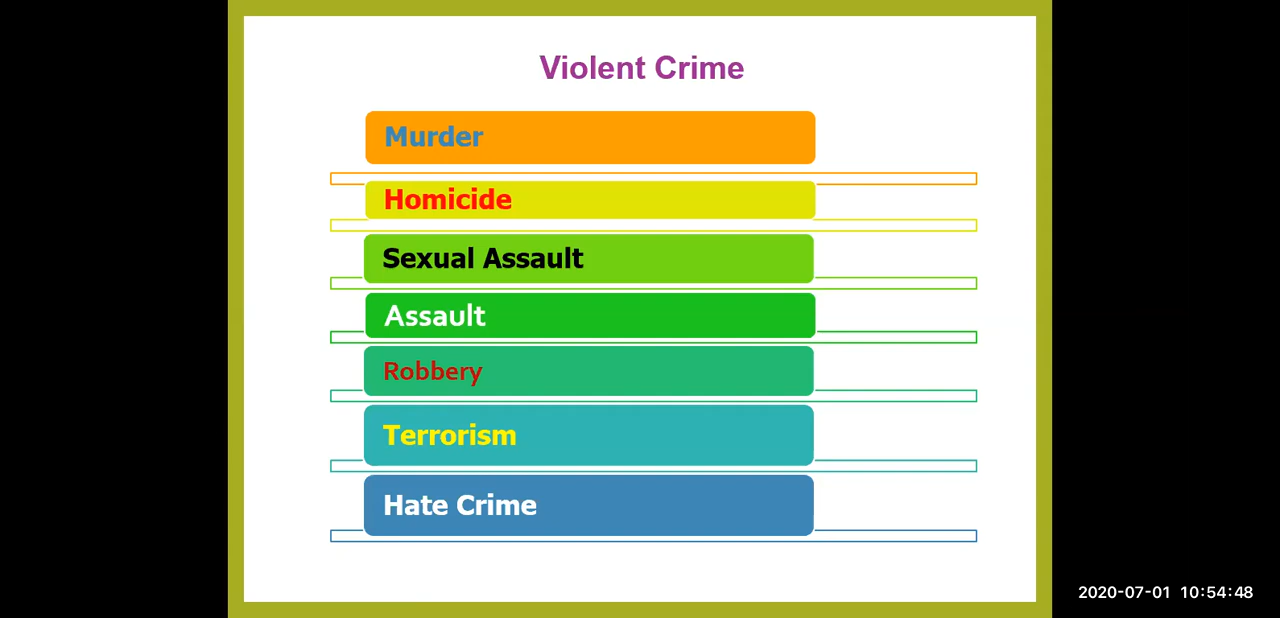 Violent Crime
Murder
Homicide
Sexual Assault
Assault
Robbery
Terrorism
Hate Crime
2020-07-01 10:54:48